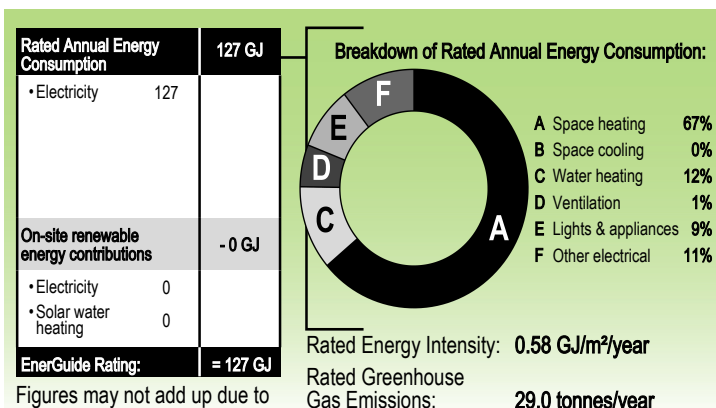 Rated Annual Energy
Consumption
127 GJ
• Electricity 127
On-site renewable
energy contributions
- 0 GJ
• Electricity 0
• Solar water
heating 0
EnerGuide Rating: = 127 GJ
Figures may not add up due to
Breakdown of Rated Annual Energy Consumption:
F
E
D
C
A
A Space heating 67%
B Space cooling 0%
C Water heating 12%
D Ventilation 1%
E Lights & appliances 9%
F Other electrical 11%
Rated Energy Intensity: 0.58 GJ/m²/year
Rated Greenhouse
Gas Emissions: 29.0 tonnes/year